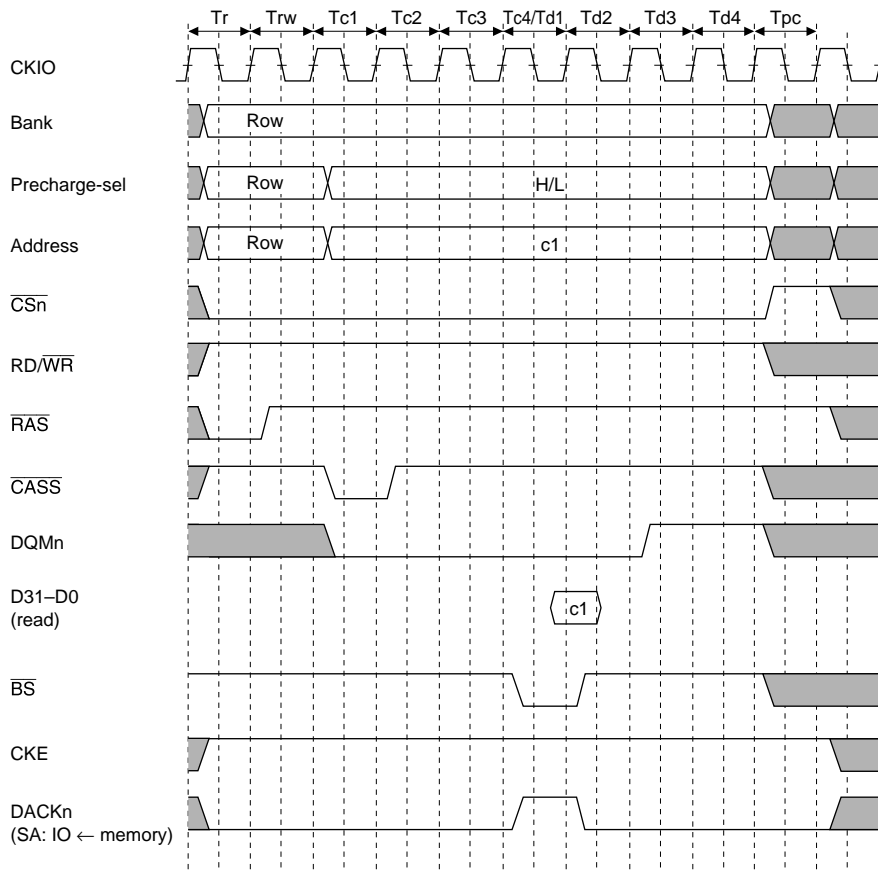 Tr Trw Tc1 Tc2 Tc3 Tc4/Td1 Td2 Td3 Td4 Tpc
CKIO
Bank Row
Precharge-sel Row H/L
Address Row c1
CSn
RD/WR
RAS
CASS
DQMn
D31–D0
(read) c1
BS
CKE
DACKn
(SA: IO ← memory)